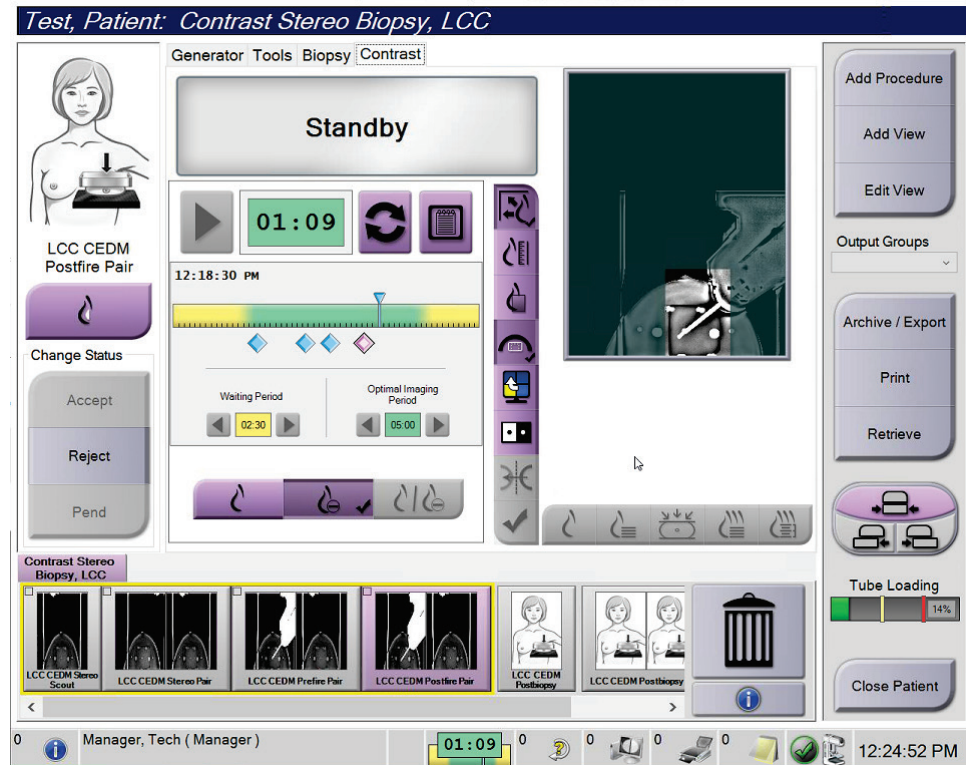 Test, Patient:  Contrast Stereo Biopsy, LCC
Generator Tools Biopsy Contrast
Standby
01:09
12:18:30 PM
Waiting Period
02:30
Optimal Imaging
Period
05:00
LCC CEDM
Postfire Pair
Change Status
Accept
Reject
Pend
Add Procedure
Add View
Edit View
Output Groups
Archive / Export
Print
Retrieve
Tube Loading
14%
Close Patient
Contrast Stereo
Biopsy, LCC
LCC CEDM Stereo
Scout
LCC CEDM Stereo Pair
LCC CEDM Prefire Pair
LCC CEDM Postfire Pair
LCC CEDM
Postbiopsy
LCC CEDM Postbiopsy
0
Manager, Tech ( Manager )
01:09
0
0
0
0
12:24:52 PM